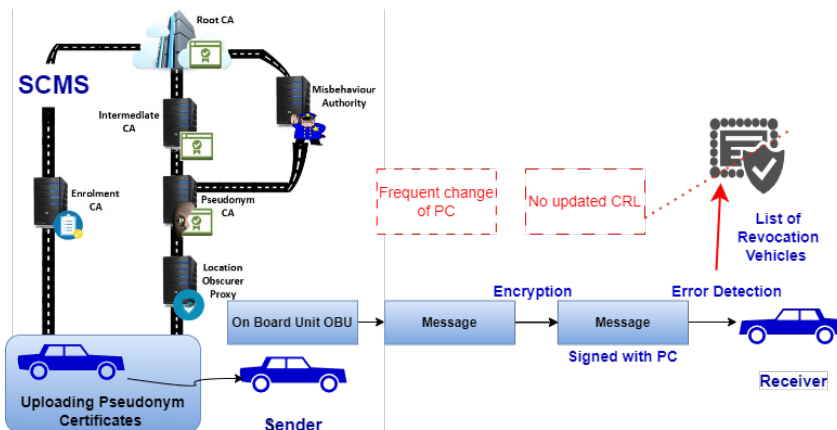 Root CA
SCMS
Misbehaviour
Authority
Intermedlate
CA
Enrolment
CA
Pseudonym
CA
Location
Obscurer
Proxy
Frequent change
of PC
No updated CRL
List of
Revocation
Vehicles
On Board Unit OBU
Message
Encryption
Message
Error Detection
Signed with PC
Uploading Pseudonym
Certificates
Sender
Receiver